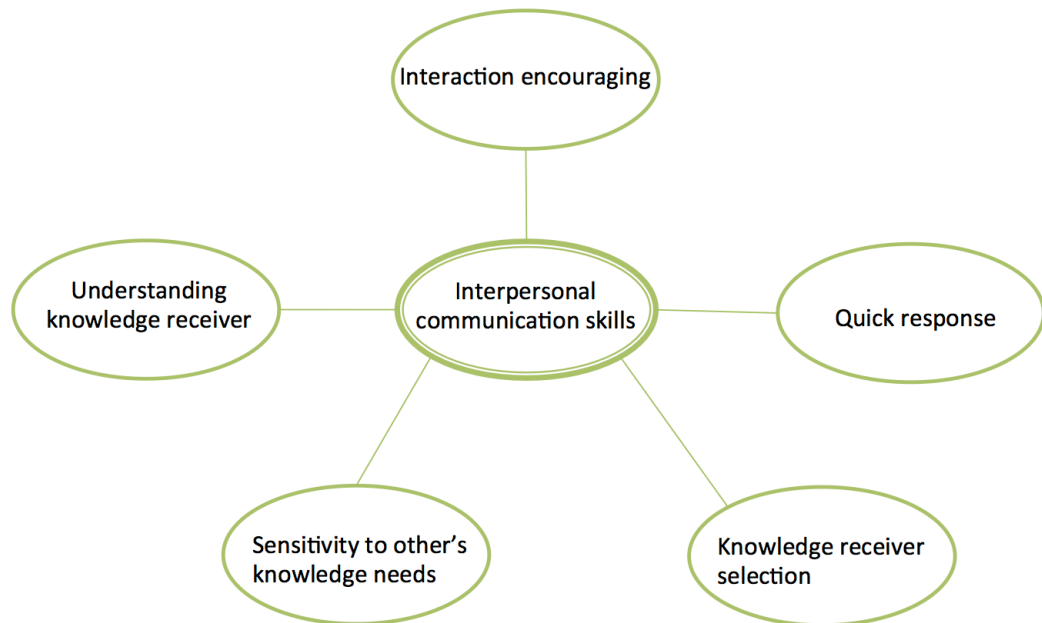 Interaction encouraging
Understanding
knowledge receiver
Interpersonal
communication skills
Quick response
Sensitivity to other’s
knowledge needs
Knowledge receiver
selection